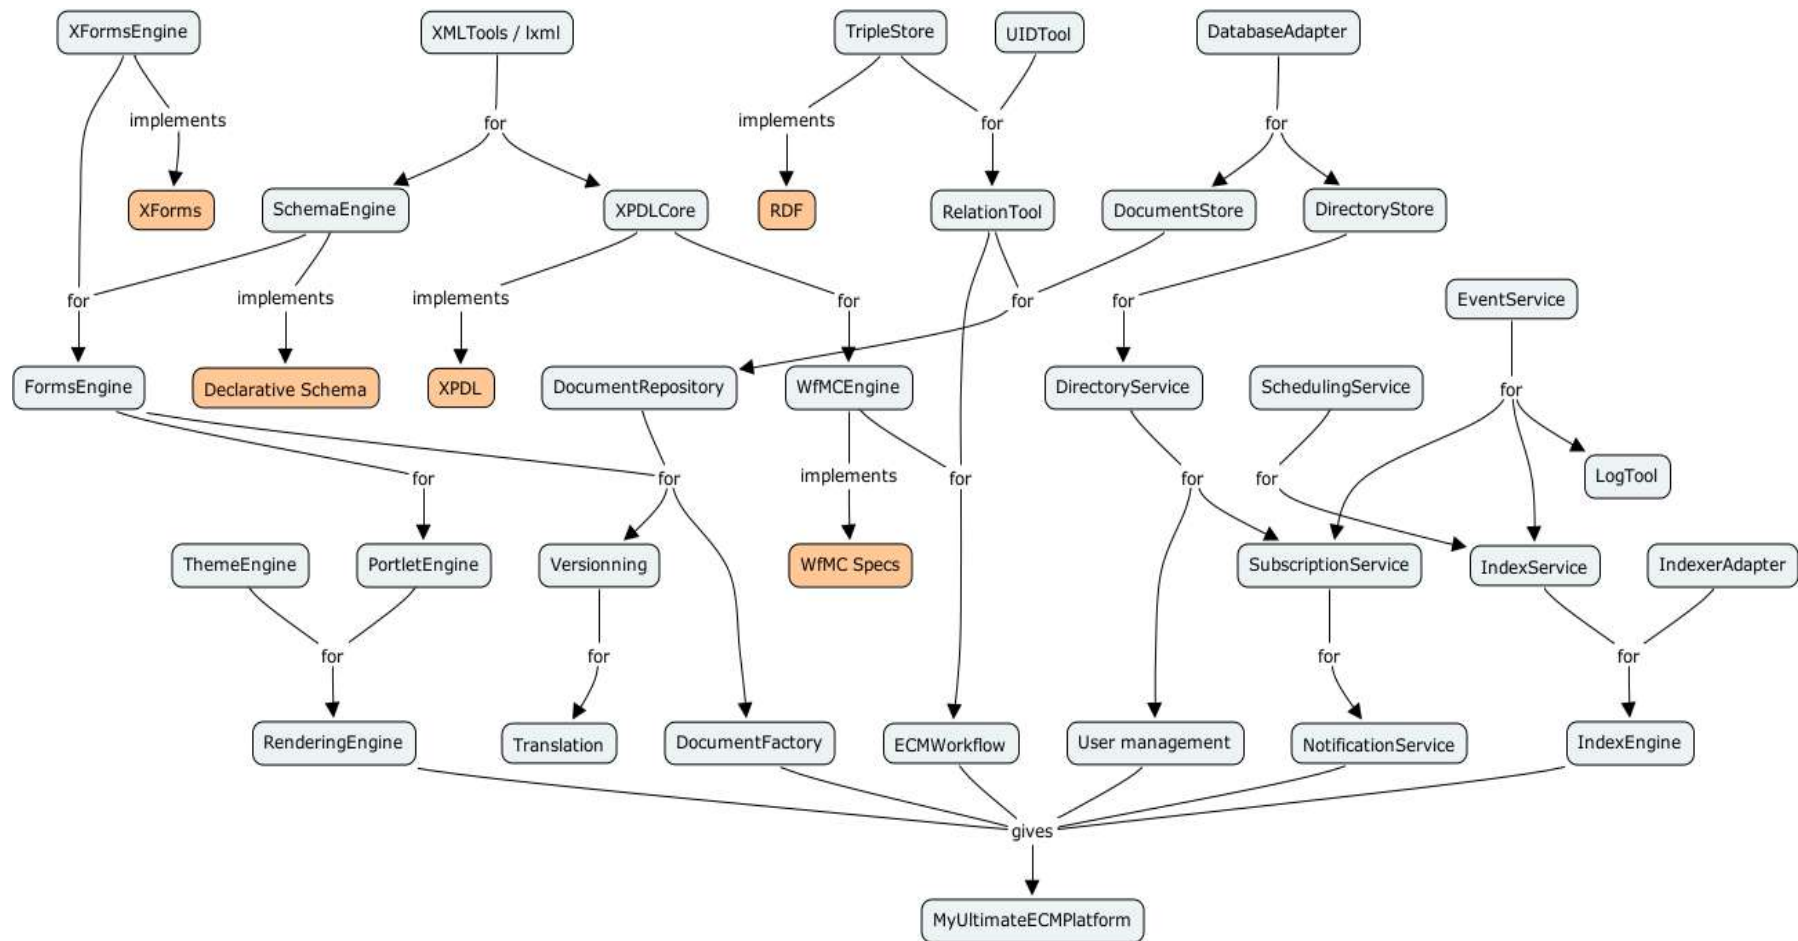 XFormsEngine
XMLTools / lxml
TripleStore
UIDTool
DatabaseAdapter
implements
for
implements
for
for
XForms
SchemaEngine
XPDLCore
RDF
RelationTool
DocumentStore
DirectoryStore
for
implements
implements
for
for
for
EventService
FormsEngine
Declarative Schema
XPDL
DocumentRepository
WfMCEngine
DirectoryService
SchedulingService
for
for
for
implements
for
for
for
LogTool
ThemeEngine
PortletEngine
Versionning
WfMC Specs
SubscriptionService
IndexService
IndexerAdapter
for
for
for
for
RenderingEngine
Translation
DocumentFactory
ECMWorkflow
User management
NotificationService
IndexEngine
gives
MyUltimateECMPlatform